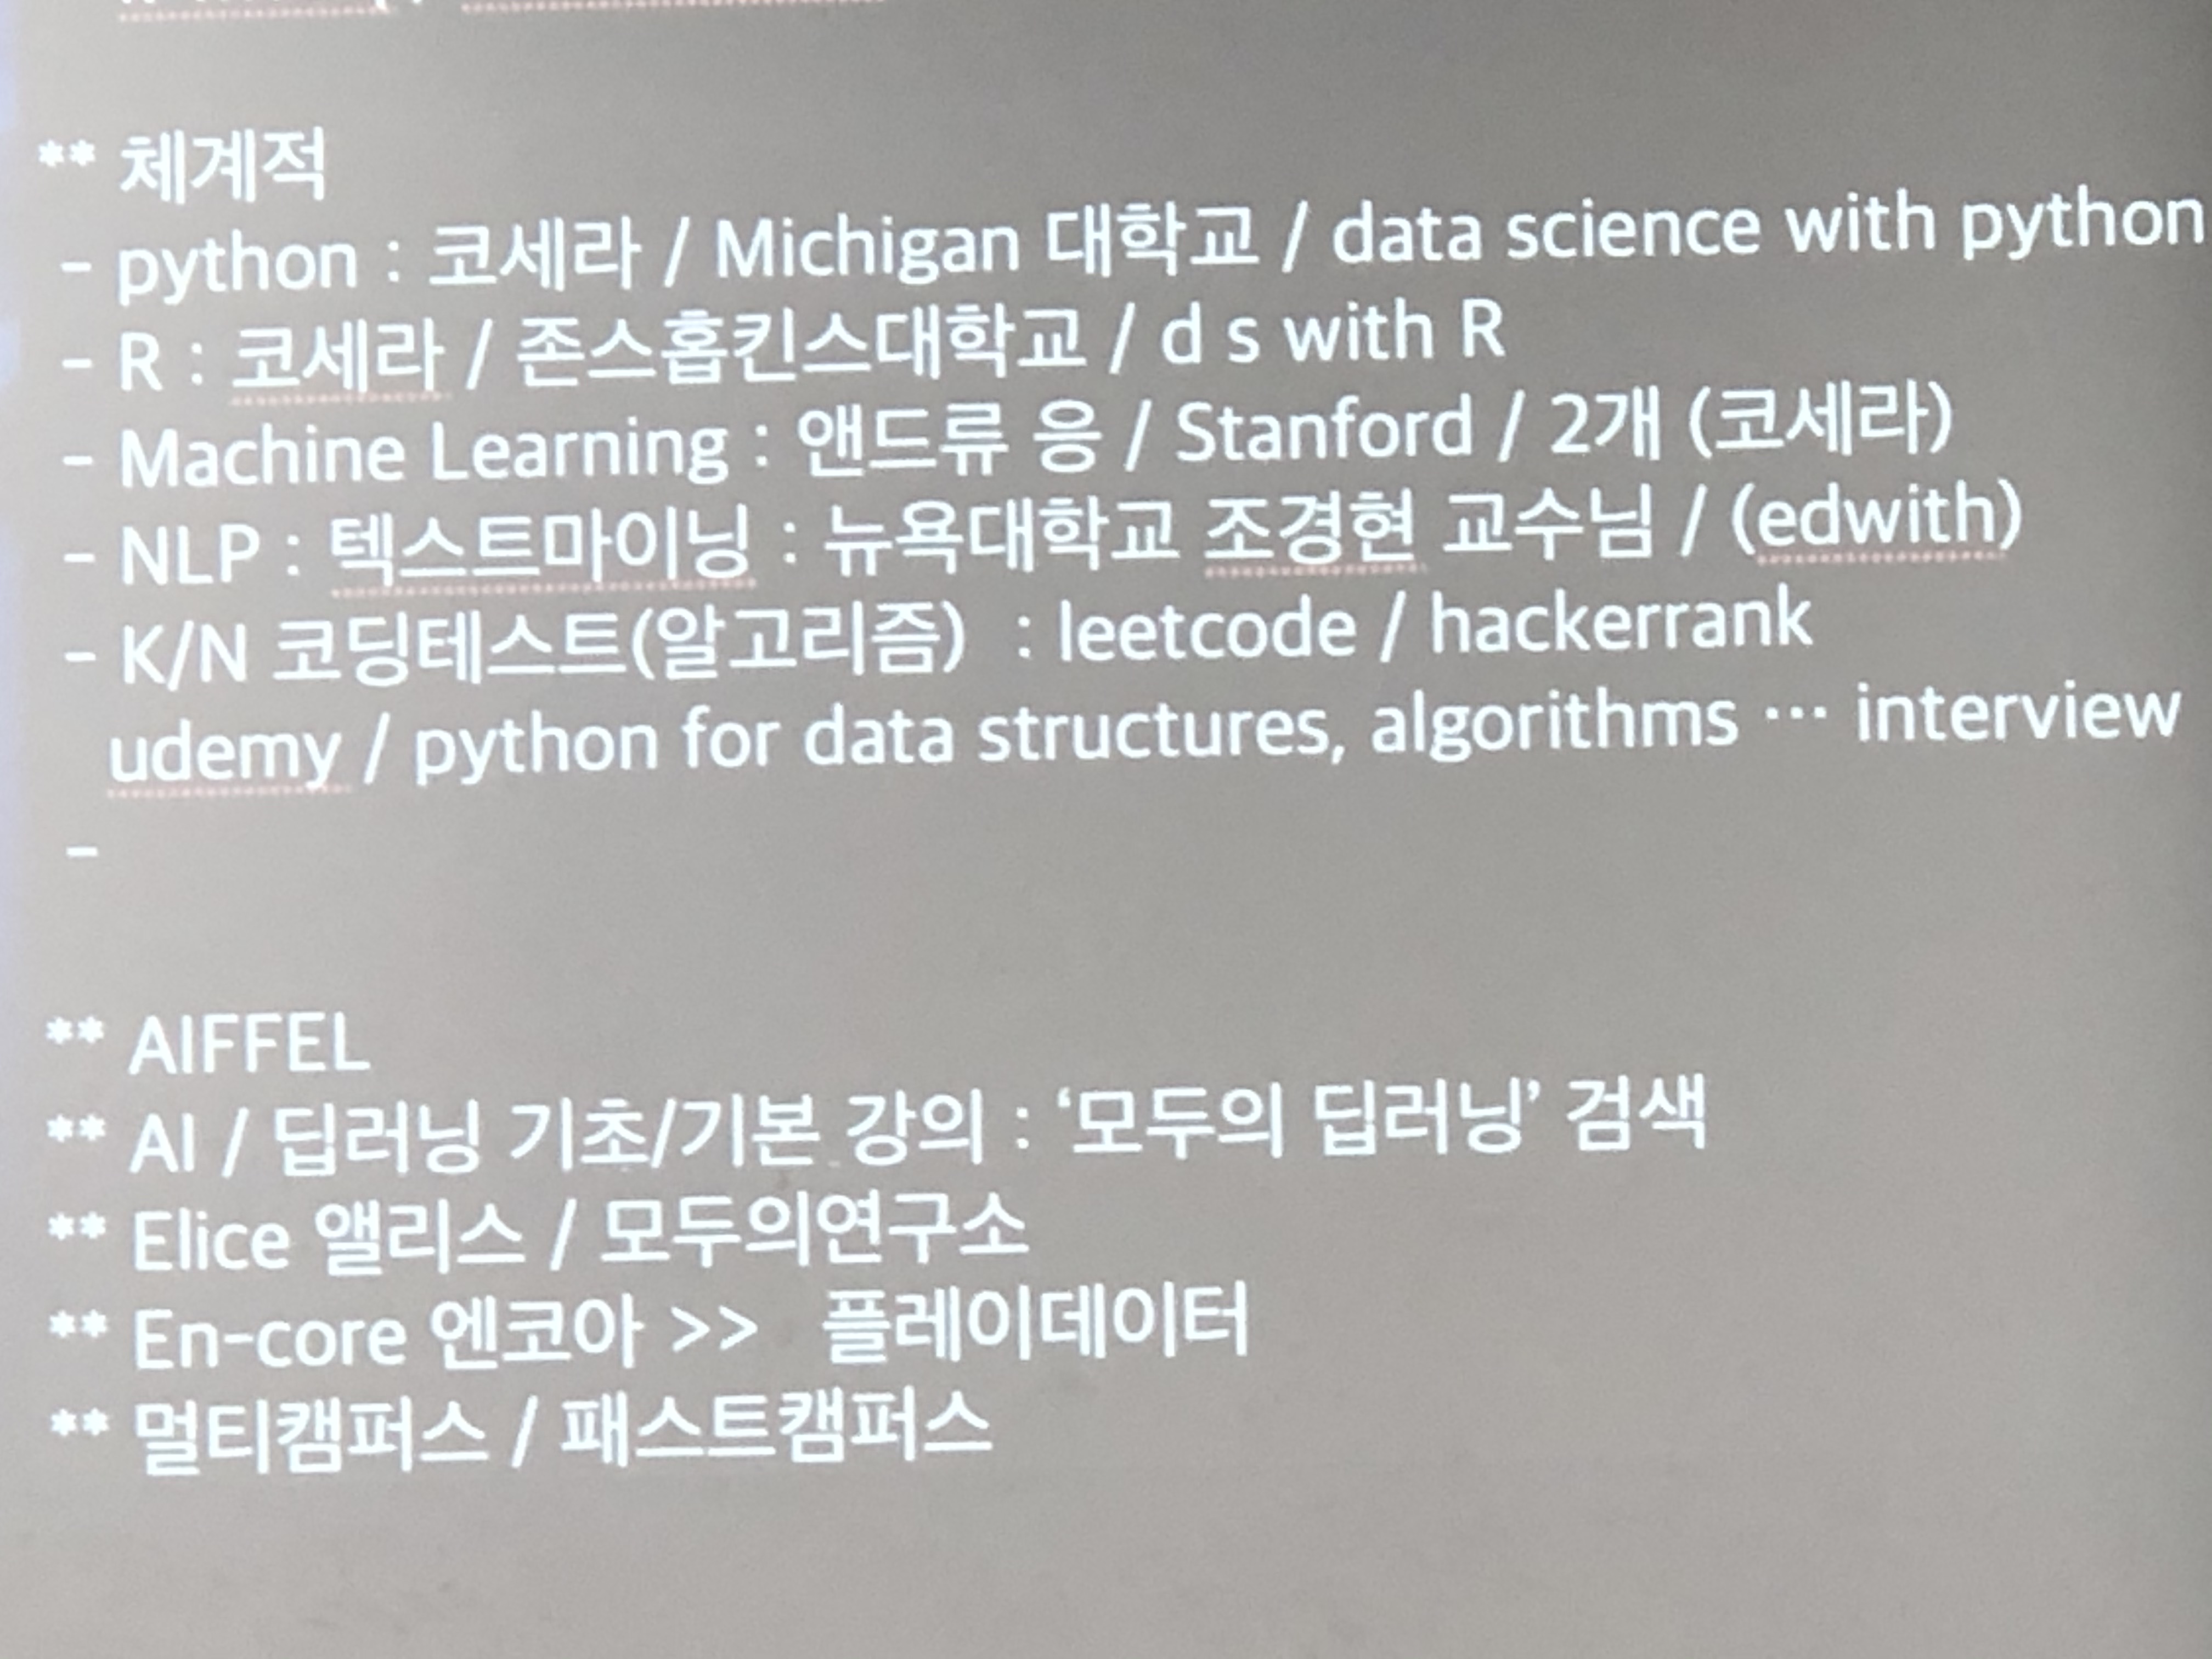 ** 체계적
- python : 코세라 / Michigan 대학교 / data science with python
- R : 코세라 / 존스홉킨스대학교 / d s with R
- Machine Learning : 앤드류 응 / Stanford / 2개 (코세라)
- NLP : 텍스트마이닝 : 뉴욕대학교 조경현 교수님 / (edwith)
- K/N 코딩테스트(알고리즘) : leetcode / hackerrank
udemy / python for data structures, algorithms ⋯ interview
-
** AIFFEL
** AI / 딥러닝 기초/기본 강의 : ‘모두의 딥러닝’ 검색
** Elice 앨리스 / 모두의연구소
** En-core 엔코아 >> 플레이데이터
** 멀티캠퍼스 / 패스트캠퍼스